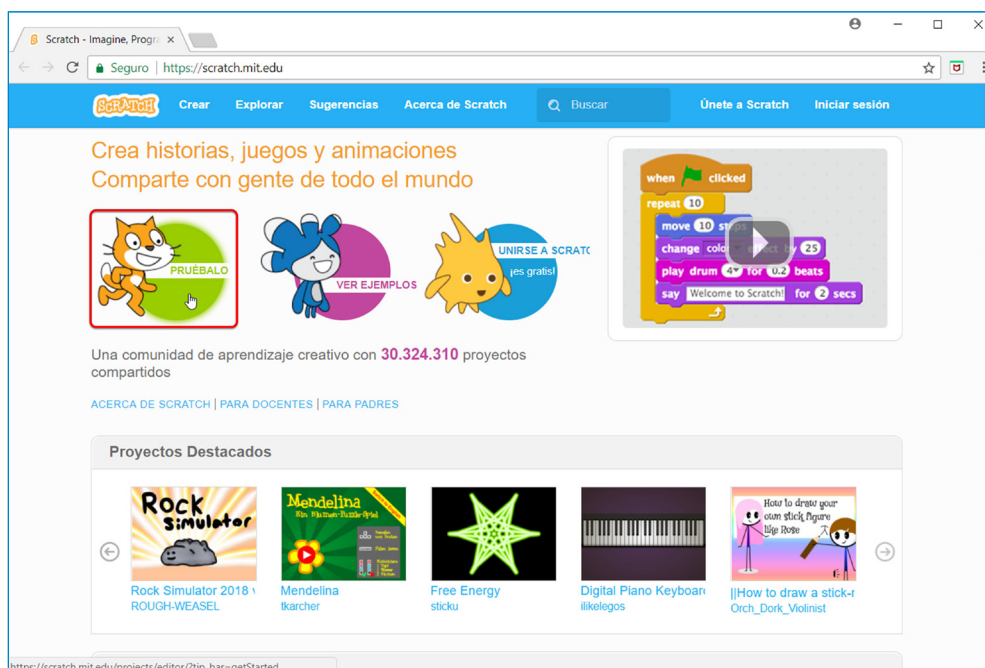 Scratch - Imagine, Progra
Seguro | https://scratch.mit.edu
SCRATCH Crear Explorar Sugerencias Acerca de Scratch Buscar Únete a Scratch Iniciar sesión
Crea historias, juegos y animaciones
Comparte con gente de todo el mundo
PRUÉBALO
VER EJEMPLOS
UNIRSE A SCRATC
¡es gratis!
when clicked
repeat 10
move 10 steps
change color effect by 25
play drum 4 for 0.2 beats
say Welcome to Scratch! for 2 secs
Una comunidad de aprendizaje creativo con 30.324.310 proyectos
compartidos
ACERCA DE SCRATCH | PARA DOCENTES | PARA PADRES
Proyectos Destacados
Rock
Simulator
Mendelina
Ein Blumen-Puzzle-Spiel
How to draw your
own stick figure
like Rose
Rock Simulator 2018 v
ROUGH-WEASEL
Mendelina
tkarcher
Free Energy
sticku
Digital Piano Keyboard
ilikelegos
||How to draw a stick-r
Orch_Dork_Violinist
https://scratch.mit.edu/projects/editor/?tip_bar=getStarted